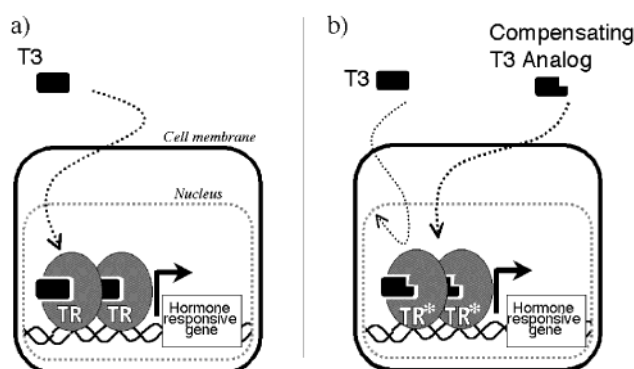 a)
T3
Cell membrane
Nucleus
TR
TR
Hormone
responsive
gene
b)
Compensating
T3 Analog
T3
TR*
TR*
Hormone
responsive
gene